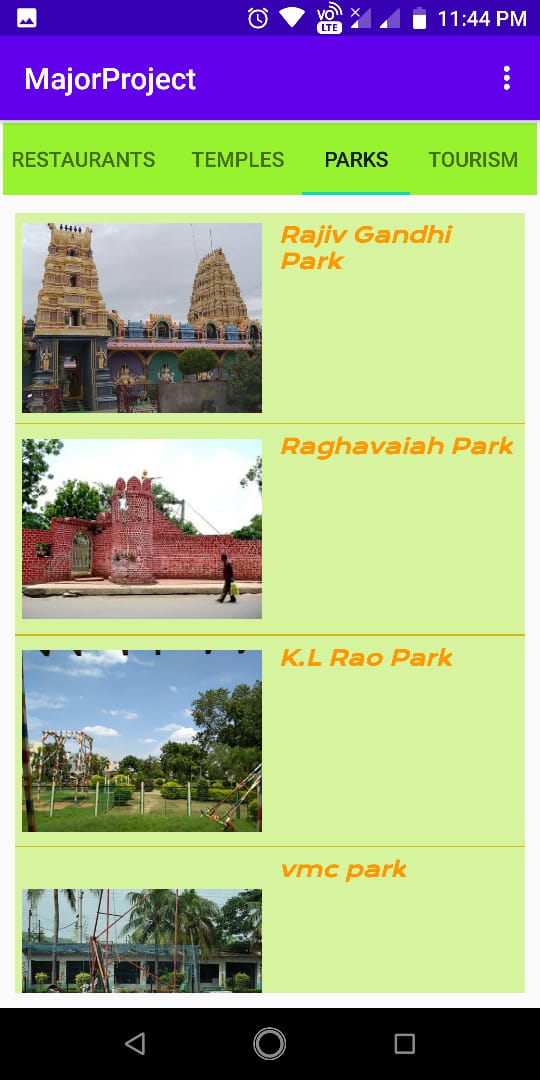 VO
LTE
11:44 PM
MajorProject
RESTAURANTS
TEMPLES
PARKS
TOURISM
Rajiv Gandhi
Park
Raghavaiah Park
K.L Rao Park
vmc park